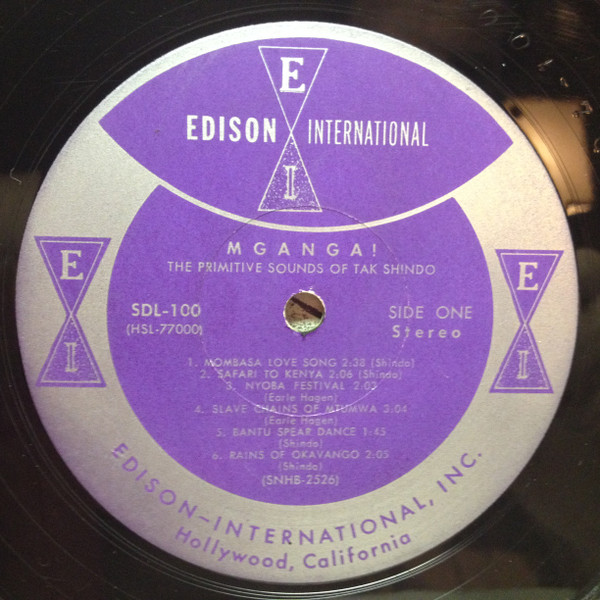 E
EDISON INTERNATIONAL
I
MGANGA!
THE PRIMITIVE SOUNDS OF TAK SHINDO
E
I
E
I
SDL-100
(HSL-77000)
SIDE ONE
Stereo
1. MOMBASA LOVE SONG 2:38 (Shindo)
2. SAFARI TO KENYA 2:06 (Shindo)
3. NYOBA FESTIVAL 2:03
(Earle Hagen)
4. SLAVE CHAINS OF MTUMWA 2:04
(Earle Hagen)
5. BANTU SPEAR DANCE 1:45
(Shindo)
6. RAINS OF OKAVANGO 2:05
(Shindo)
(SNHB-2526)
EDISON-INTERNATIONAL, INC.
Hollywood, California